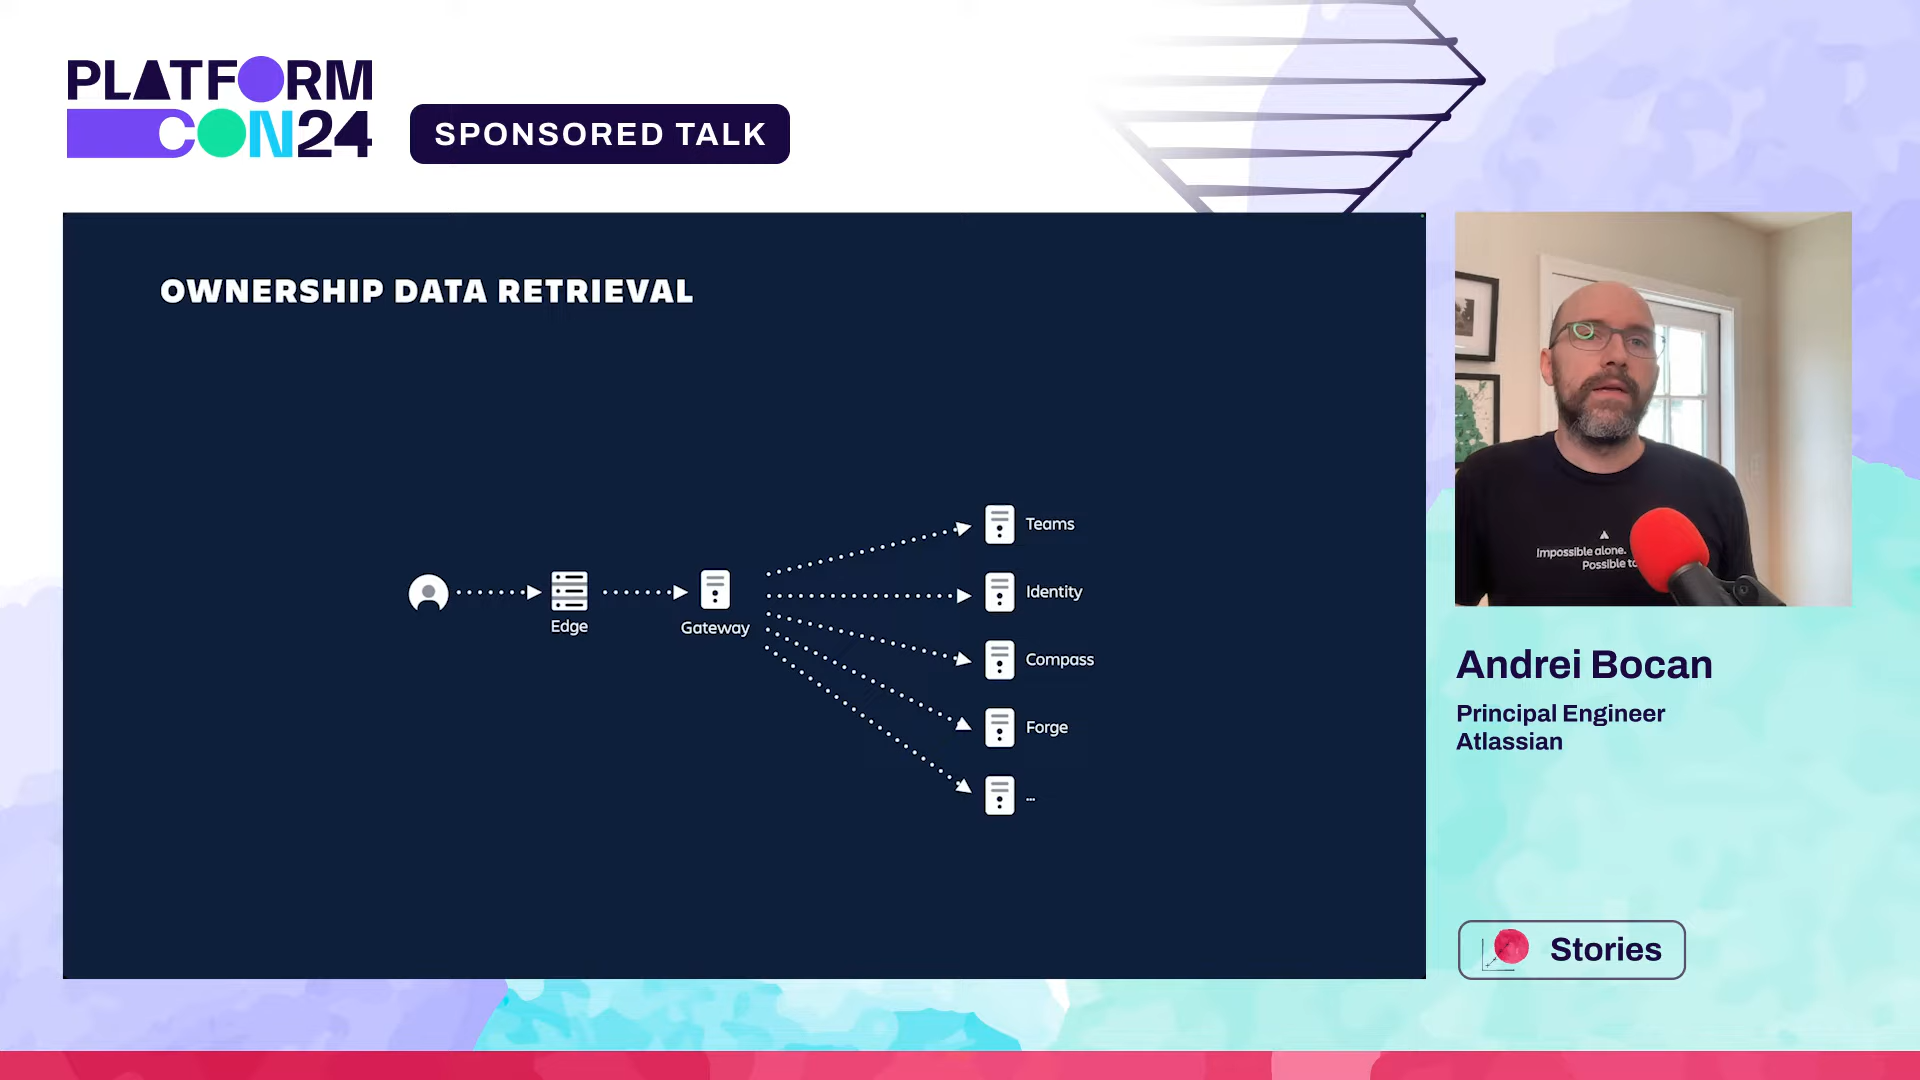 PLATFORM
CON24
SPONSORED TALK
OWNERSHIP DATA RETRIEVAL
Edge
Gateway
Teams
Identity
Compass
Forge
...
Impossible alone.
Possible
Andrei Bocan
Principal Engineer
Atlassian
Stories